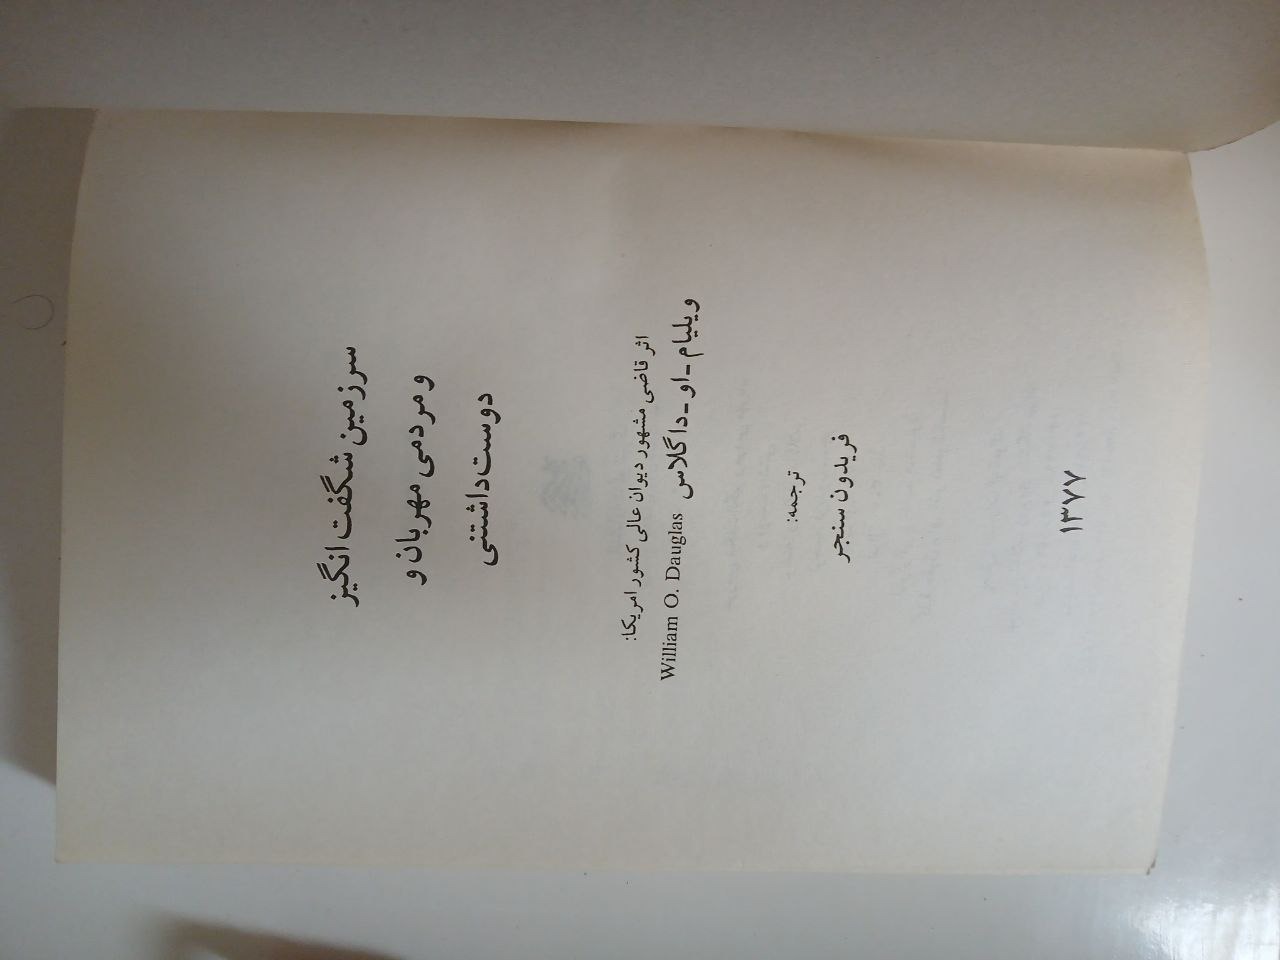 سرزمین شگفت انگیز
و مردمی مهربان و
دوست‌داشتنی
اثر قاضی مشهور دیوان عالی کشور امریکا:
ویلیام ـ او ـ داگلاس William O. Dauglas
ترجمه:
فریدون سنجر
۱۳۷۷